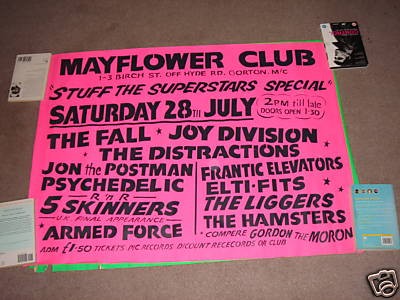 MAYFLOWER CLUB
1-3 BIRCH ST. OFF HYDE RD. GORTON. M/C
"STUFF THE SUPERSTARS SPECIAL"
SATURDAY 28TH JULY
2PM till late
DOORS OPEN 1·30
THE FALL * JOY DIVISION
* THE DISTRACTIONS
JON the POSTMAN
PSYCHEDELIC
R'n'R
5 SKINNERS
U.K. FINAL APPEARANCE
* ARMED FORCE
FRANTIC ELEVATORS
ELTI-FITS
THE LIGGERS
THE HAMSTERS
* COMPERE GORDON THE MORON
ADM £1·50 TICKETS PIC RECORDS DICOUNT RECECORDS OR CLUB
ebY